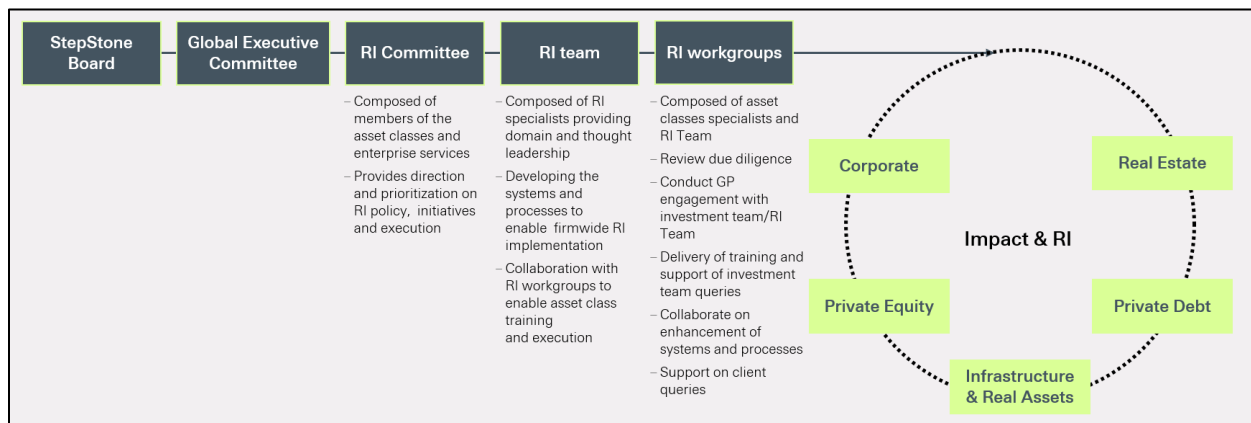 StepStone
Board
Global Executive
Committee
RI Committee
RI team
RI workgroups
– Composed of
members of the
asset classes and
enterprise services
– Provides direction
and prioritization on
RI policy, initiatives
and execution
– Composed of RI
specialists providing
domain and thought
leadership
– Developing the
systems and
processes to
enable firmwide RI
implementation
– Collaboration with
RI workgroups to
enable asset class
training
and execution
– Composed of asset
classes specialists and
RI Team
– Review due diligence
– Conduct GP
engagement with
investment team/RI
Team
– Delivery of training and
support of investment
team queries
– Collaborate on
enhancement of
systems and processes
– Support on client
queries
Corporate
Real Estate
Impact & RI
Private Equity
Private Debt
Infrastructure
& Real Assets